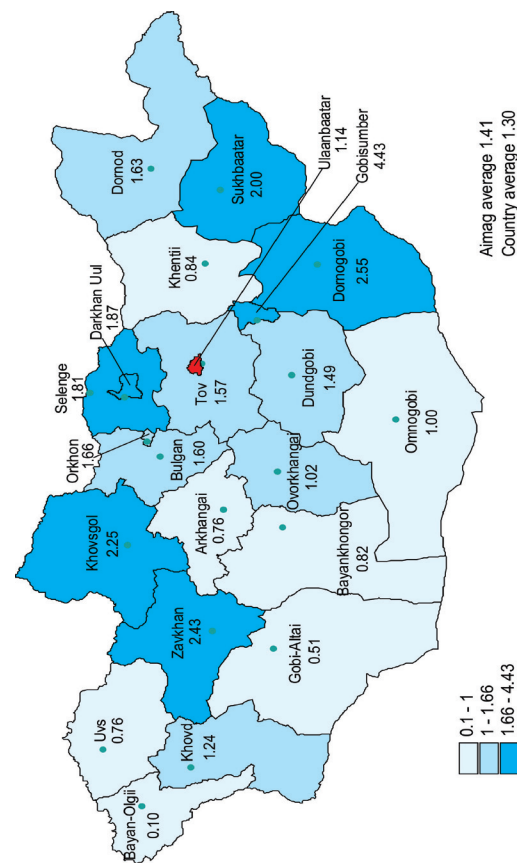 Bayan-Olgii
0.10
Uvs
0.76
Khovd
1.24
Zavkhan
2.43
Gobi-Altai
0.51
Khovsgol
2.25
Arkhangai
0.76
Bayankhongor
0.82
Orkhon
1.66
Bulgan
1.60
Ovorkhangai
1.02
Selenge
1.81
Darkhan Uul
1.87
Tov
1.57
Dundgobi
1.49
Omnogobi
1.00
Khentii
0.84
Dornod
1.63
Sukhbaatar
2.00
Dornogobi
2.55
Ulaanbaatar
1.14
Gobisumber
4.43
Aimag average 1.41
Country average 1.30
0.1 - 1
1 - 1.66
1.66 - 4.43